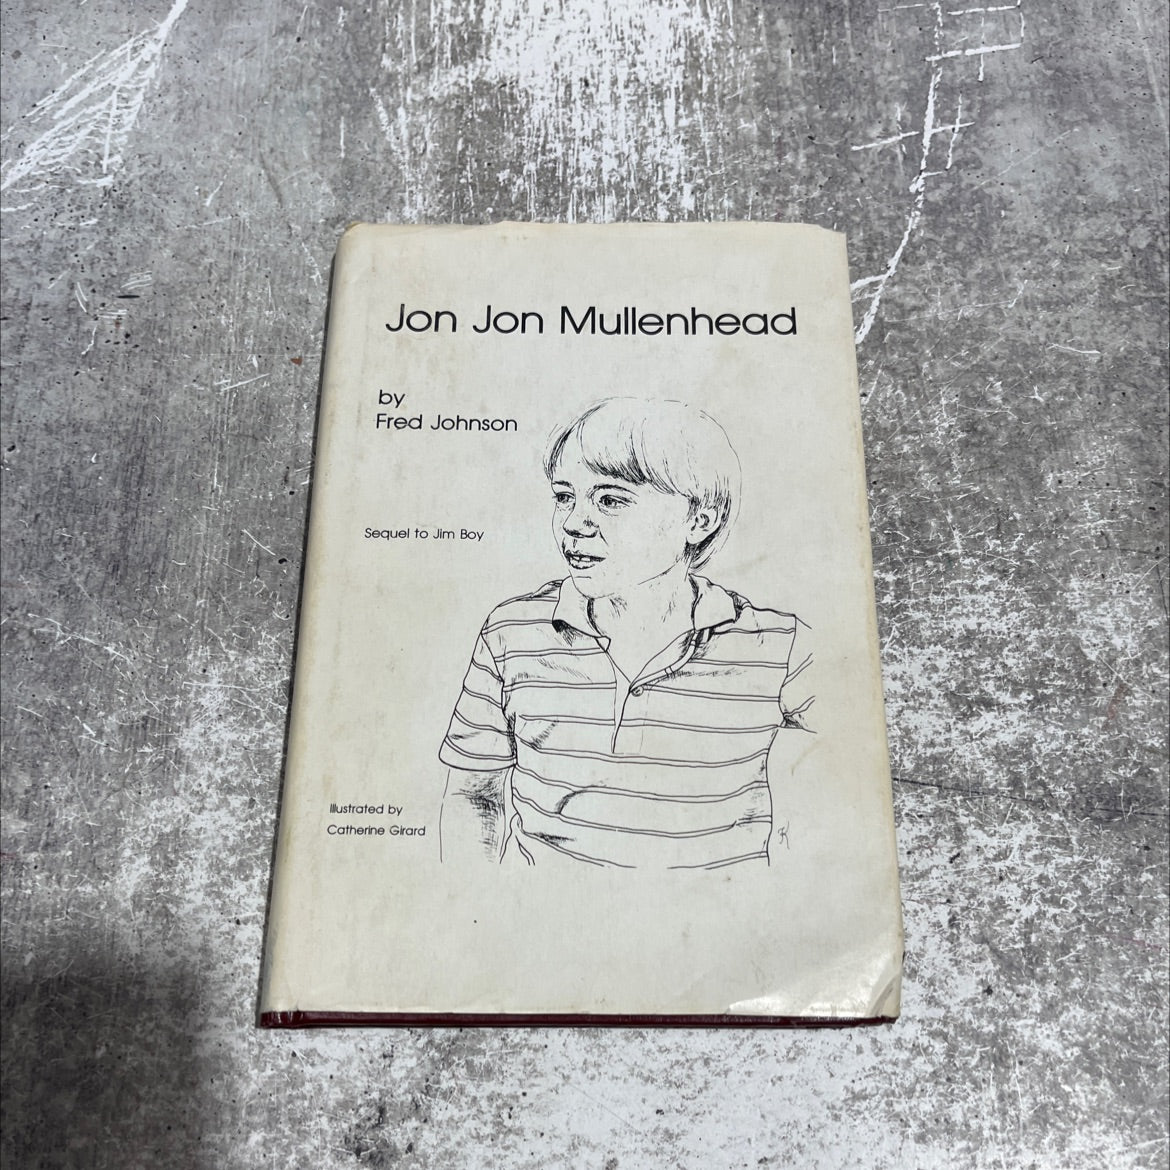 Jon Jon Mullenhead
by
Fred Johnson
Sequel to Jim Boy
Illustrated by
Catherine Girard